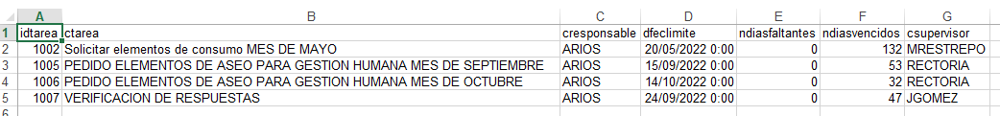 A B C D E F G
1 idtarea ctarea cresponsable dfeclimite ndiasfaltantes ndiasvencidos csupervisor
2 1002 Solicitar elementos de consumo MES DE MAYO ARIOS 20/05/2022 0:00 0 132 MRESTREPO
3 1005 PEDIDO ELEMENTOS DE ASEO PARA GESTION HUMANA MES DE SEPTIEMBRE ARIOS 15/09/2022 0:00 0 53 RECTORIA
4 1006 PEDIDO ELEMENTOS DE ASEO PARA GESTION HUMANA MES DE OCTUBRE ARIOS 14/10/2022 0:00 0 32 RECTORIA
5 1007 VERIFICACION DE RESPUESTAS ARIOS 24/09/2022 0:00 0 47 JGOMEZ
6